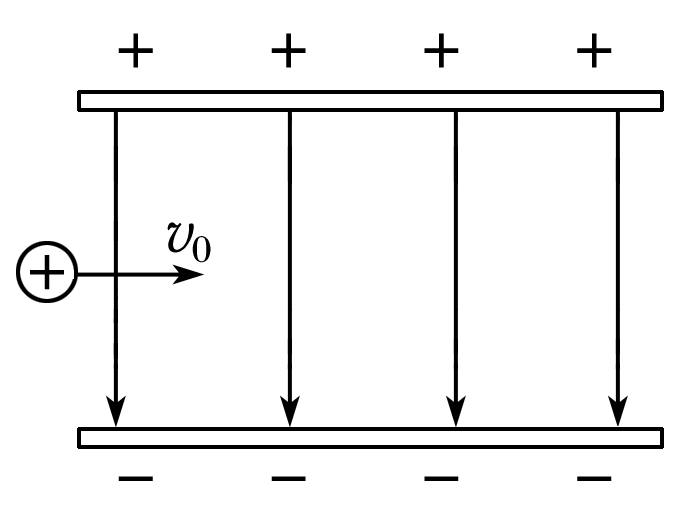 + + + +
v₀
+
− − − −